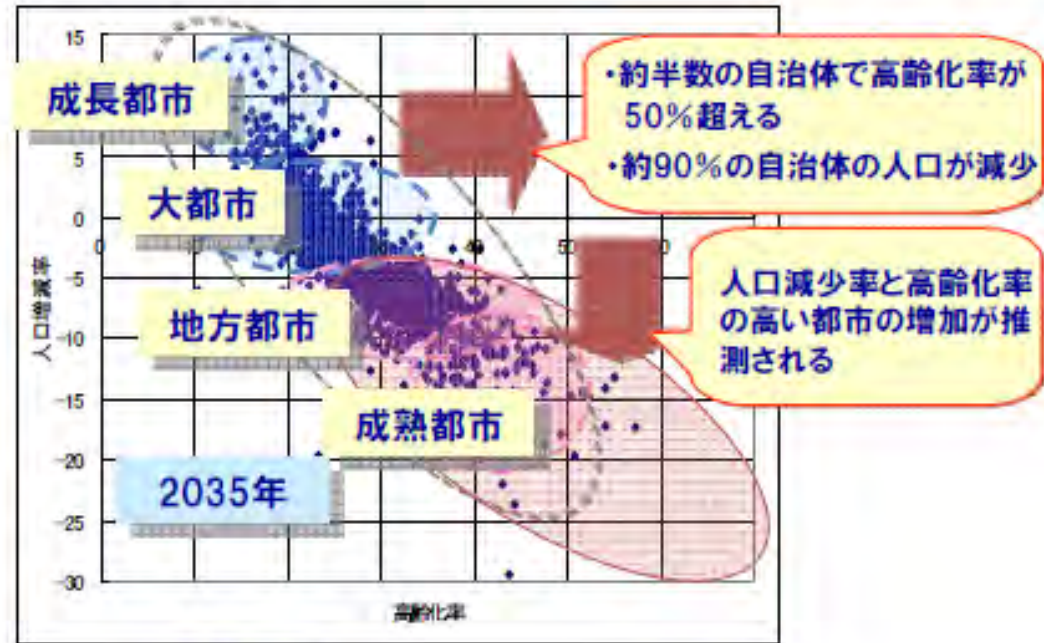 15
成長都市
・約半数の自治体で高齢化率が
50%超える
・約90%の自治体の人口が減少
5
大都市
0
0
40
50
-5
人口増減率
地方都市
-10
人口減少率と高齢化率
の高い都市の増加が推
測される
-15
成熟都市
-20
2035年
-25
-30
高齢化率